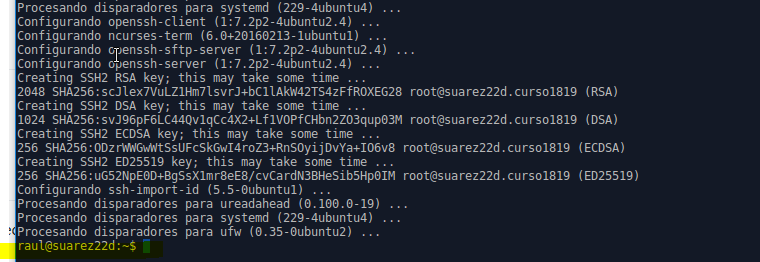 Procesando disparadores para systemd (229-4ubuntu4) ...
Configurando openssh-client (1:7.2p2-4ubuntu2.4) ...
Configurando ncurses-term (6.0+20160213-1ubuntu1) ...
Configurando openssh-sftp-server (1:7.2p2-4ubuntu2.4) ...
Configurando openssh-server (1:7.2p2-4ubuntu2.4) ...
Creating SSH2 RSA key; this may take some time ...
2048 SHA256:scJlex7VuLZ1Hm7lsvrJ+bC1lAkW42TS4zFfROXEG28 root@suarez22d.curso1819 (RSA)
Creating SSH2 DSA key; this may take some time ...
1024 SHA256:svJ96pF6LC44Qv1qCc4X2+Lf1VOPfCHbn2ZO3qup03M root@suarez22d.curso1819 (DSA)
Creating SSH2 ECDSA key; this may take some time ...
256 SHA256:ODzrWWGwWtSsUFcSkGwI4roZ3+RnSOyijDvYa+IO6v8 root@suarez22d.curso1819 (ECDSA)
Creating SSH2 ED25519 key; this may take some time ...
256 SHA256:uG52NpE0D+BgSsX1mr8eE8/cvCardN3BHeSib5Hp0IM root@suarez22d.curso1819 (ED25519)
Configurando ssh-import-id (5.5-0ubuntu1) ...
Procesando disparadores para ureadahead (0.100.0-19) ...
Procesando disparadores para systemd (229-4ubuntu4) ...
Procesando disparadores para ufw (0.35-0ubuntu2) ...
raul@suarez22d:~$